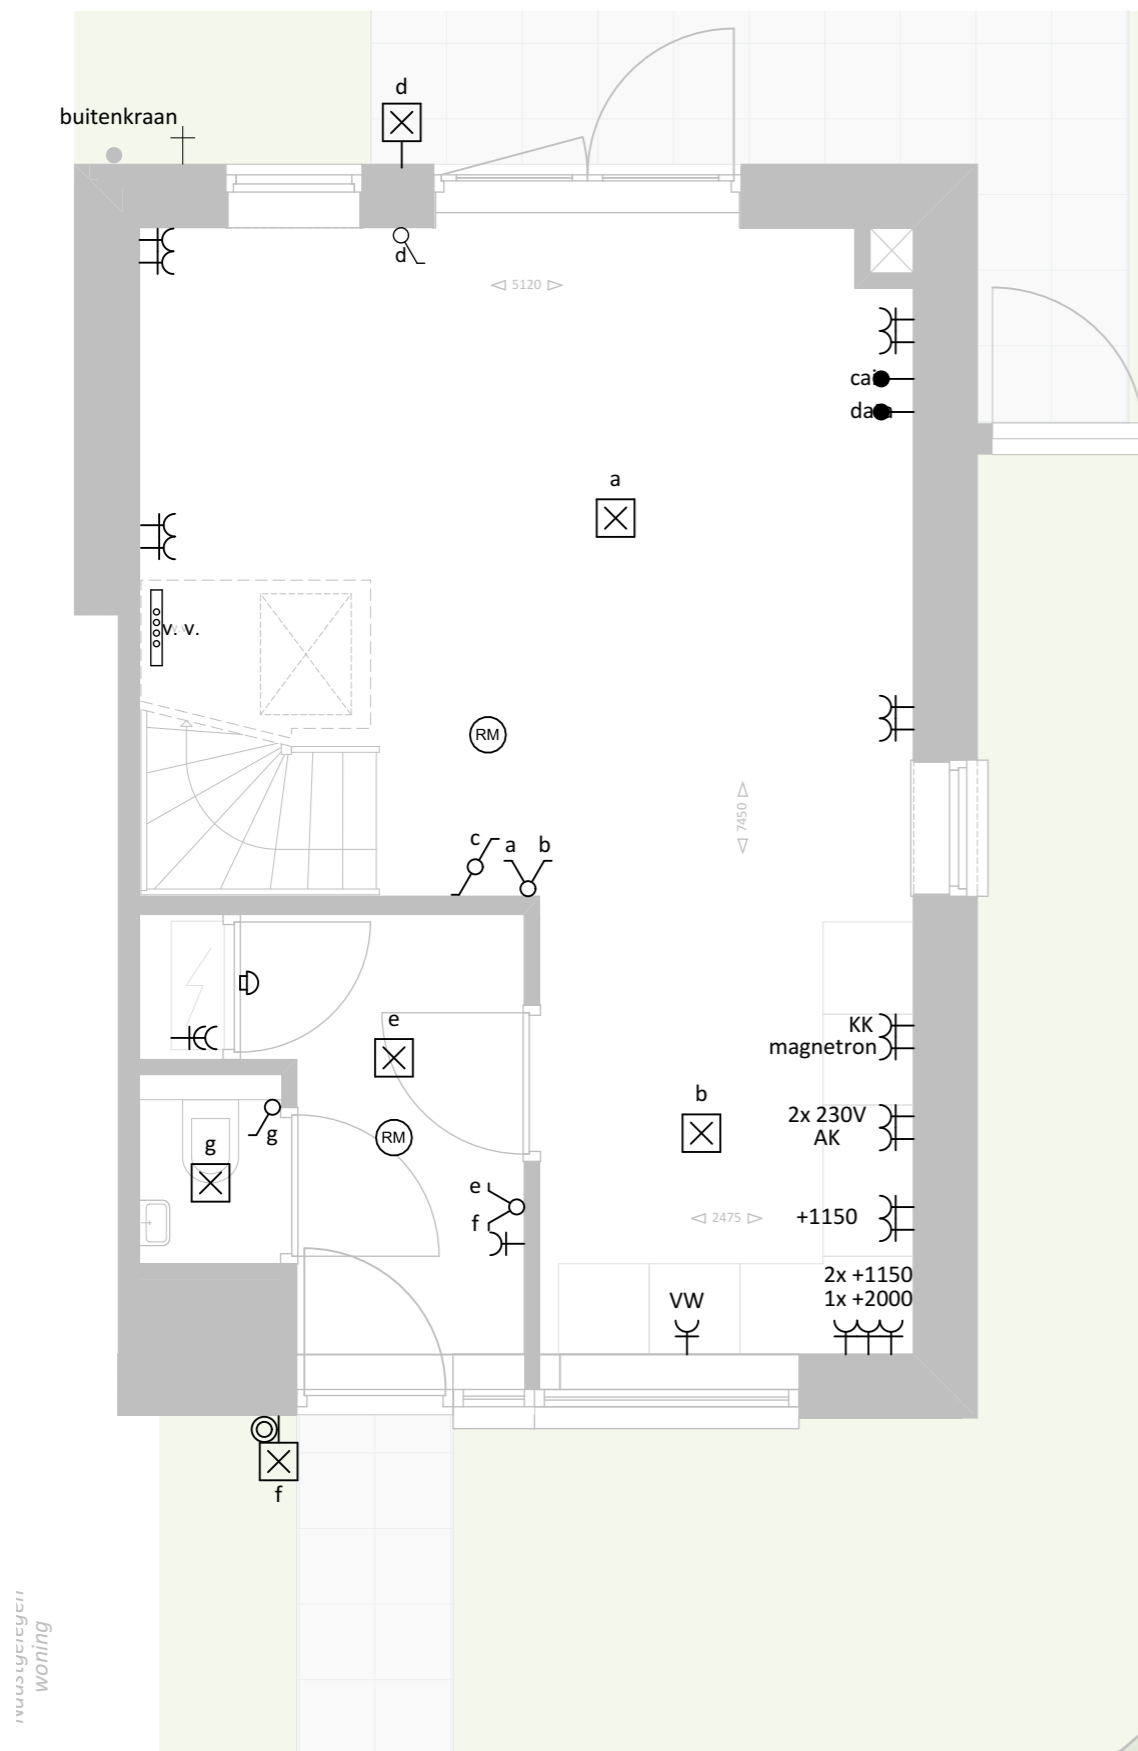 d
buitenkraan
d
5120
cai
data
a
v. v.
RM
7450
c
a
b
e
KK
magnetron
b
2x 230V
AK
RM
g
g
e
f
2475
+1150
2x +1150
1x +2000
VW
f
Naastgelegen
woning